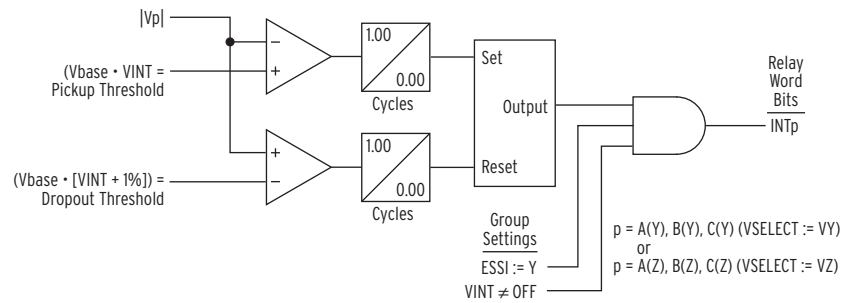 |Vp|
(Vbase • VINT =
Pickup Threshold
1.00
0.00
Cycles
Set
Output
Reset
Relay
Word
Bits
INTp
(Vbase • [VINT + 1%]) =
Dropout Threshold
1.00
0.00
Cycles
Group
Settings
ESSI := Y
VINT ≠ OFF
p = A(Y), B(Y), C(Y) (VSELECT := VY)
or
p = A(Z), B(Z), C(Z) (VSELECT := VZ)